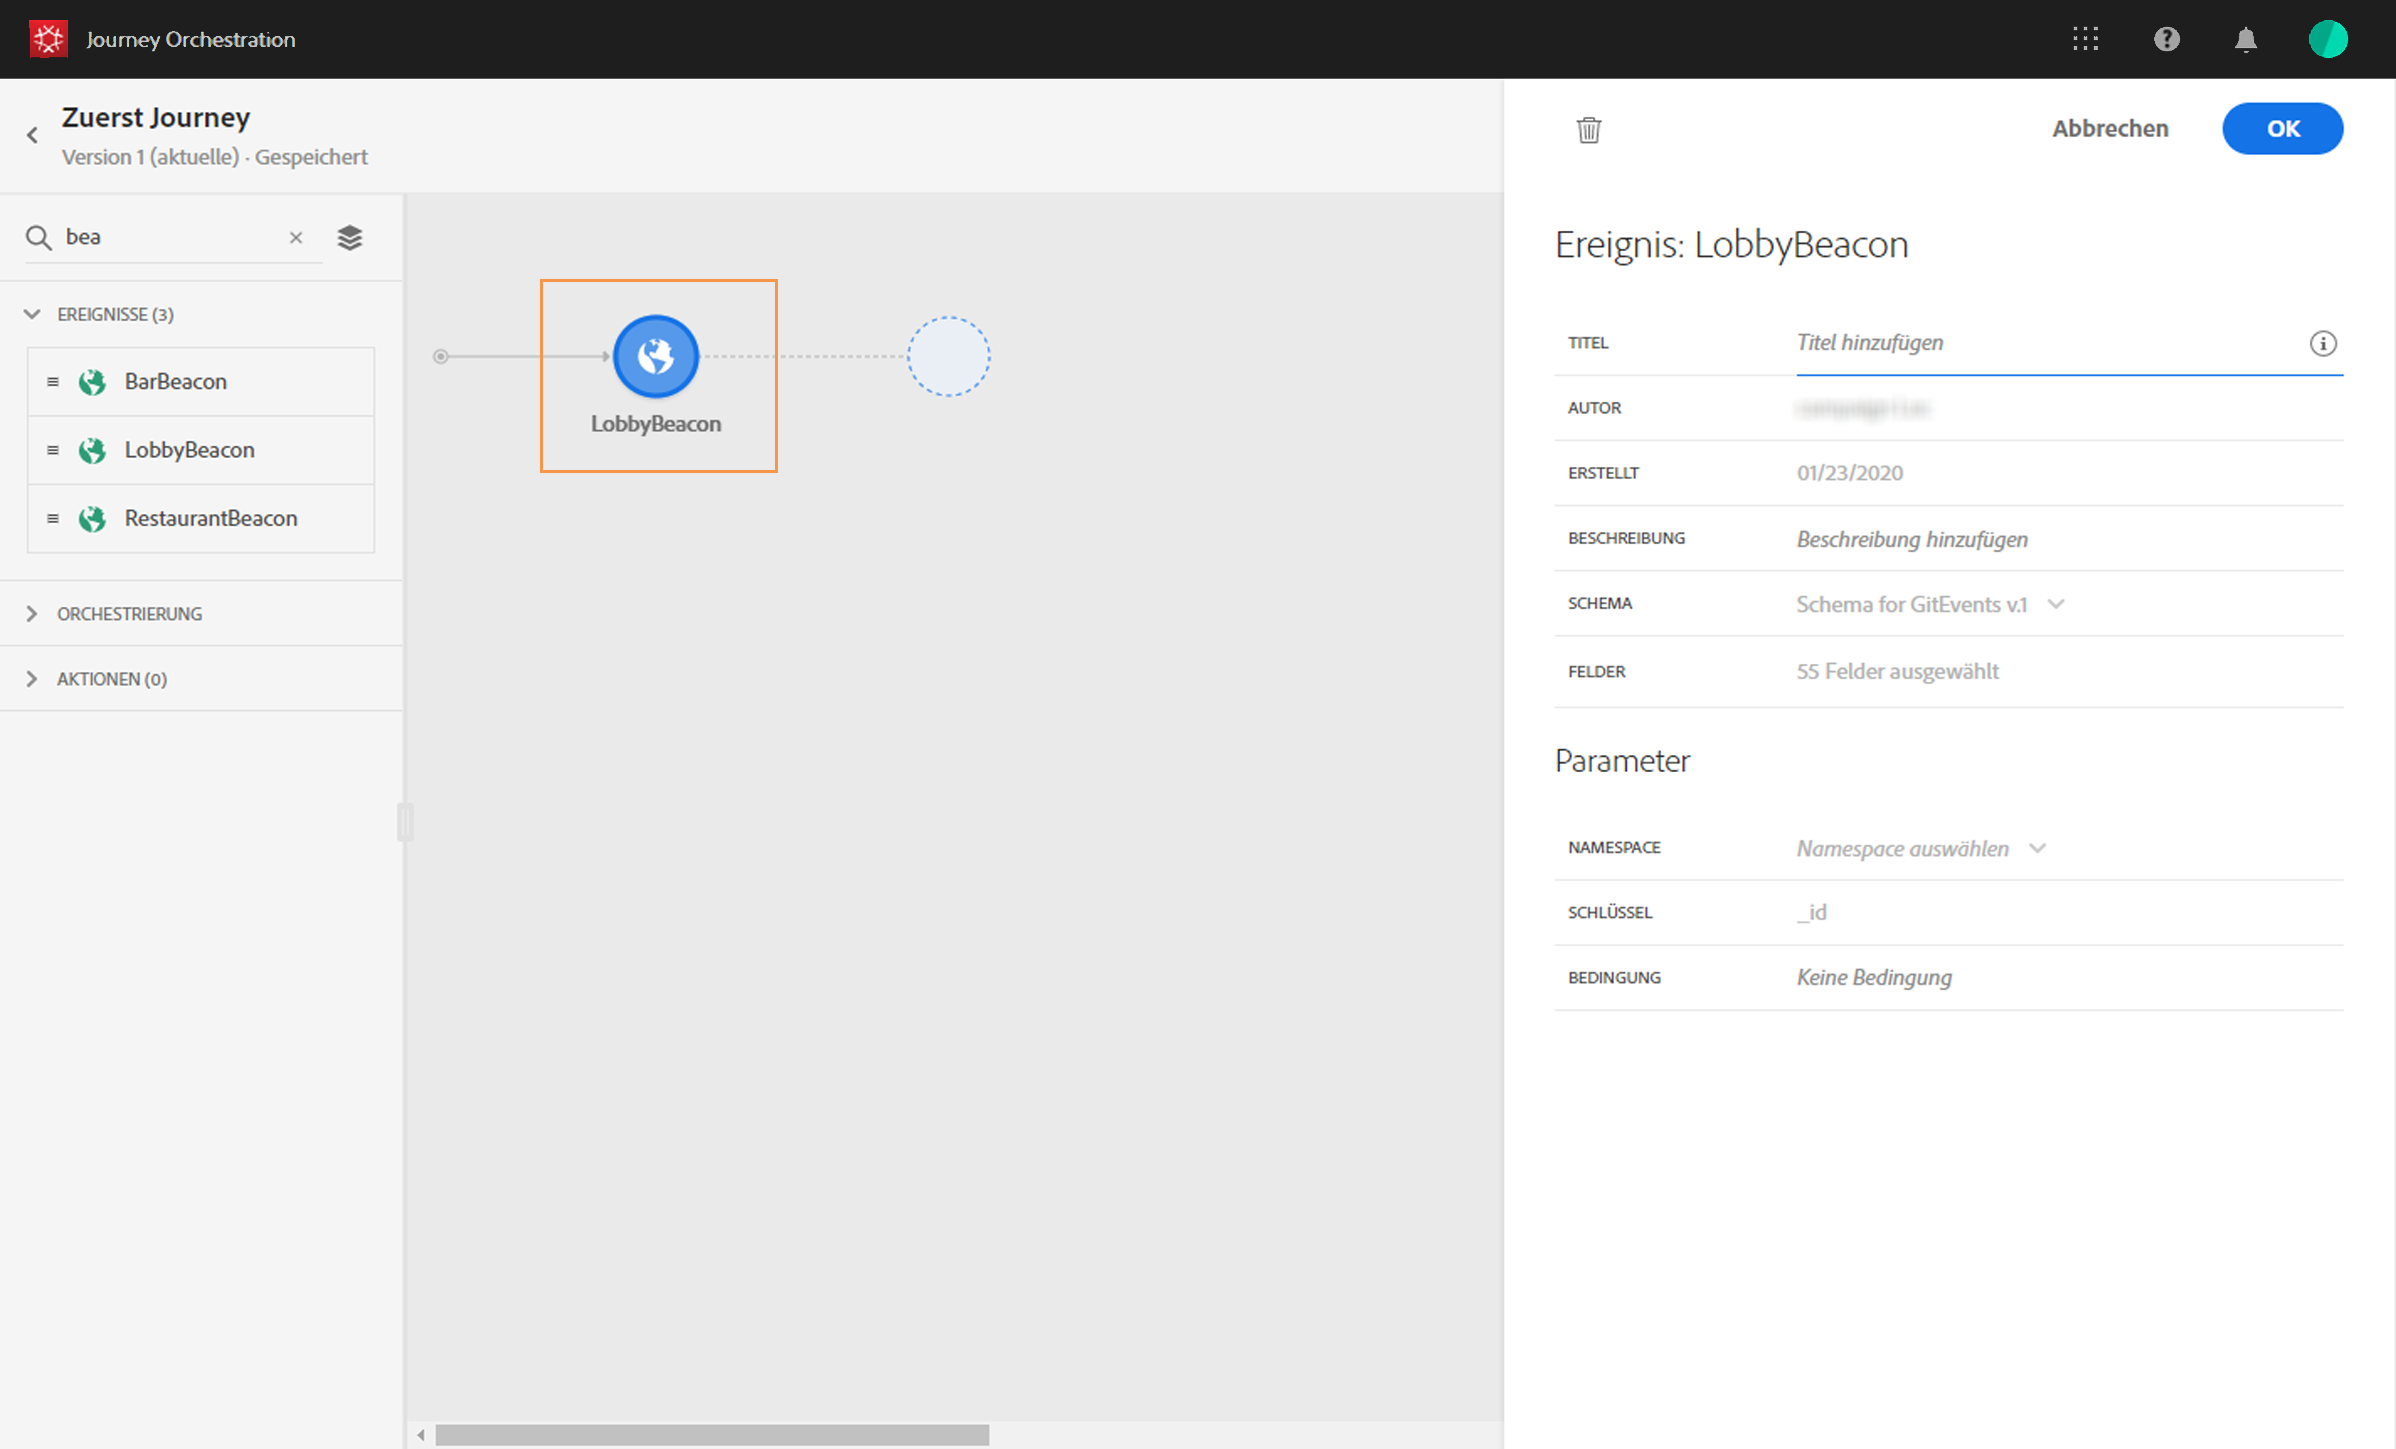 Journey Orchestration
Zuerst Journey
Version 1 (aktuelle) · Gespeichert
bea
EREIGNISSE (3)
BarBeacon
LobbyBeacon
RestaurantBeacon
ORCHESTRIERUNG
AKTIONEN (0)
LobbyBeacon
Abbrechen
OK
Ereignis: LobbyBeacon
TITEL Titel hinzufügen
AUTOR
ERSTELLT 01/23/2020
BESCHREIBUNG Beschreibung hinzufügen
SCHEMA Schema for GitEvents v.1
FELDER 55 Felder ausgewählt
Parameter
NAMESPACE Namespace auswählen
SCHLÜSSEL _id
BEDINGUNG Keine Bedingung